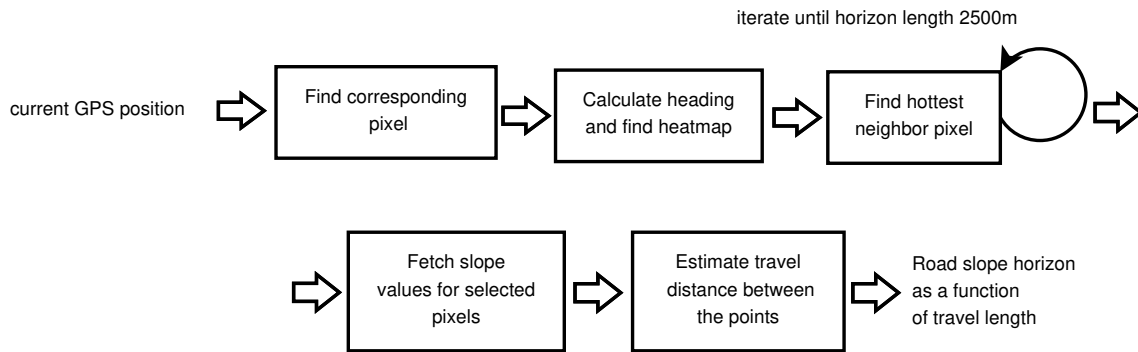 iterate until horizon length 2500m
current GPS position
Find corresponding
pixel
Calculate heading
and find heatmap
Find hottest
neighbor pixel
Fetch slope
values for selected
pixels
Estimate travel
distance between
the points
Road slope horizon
as a function
of travel length